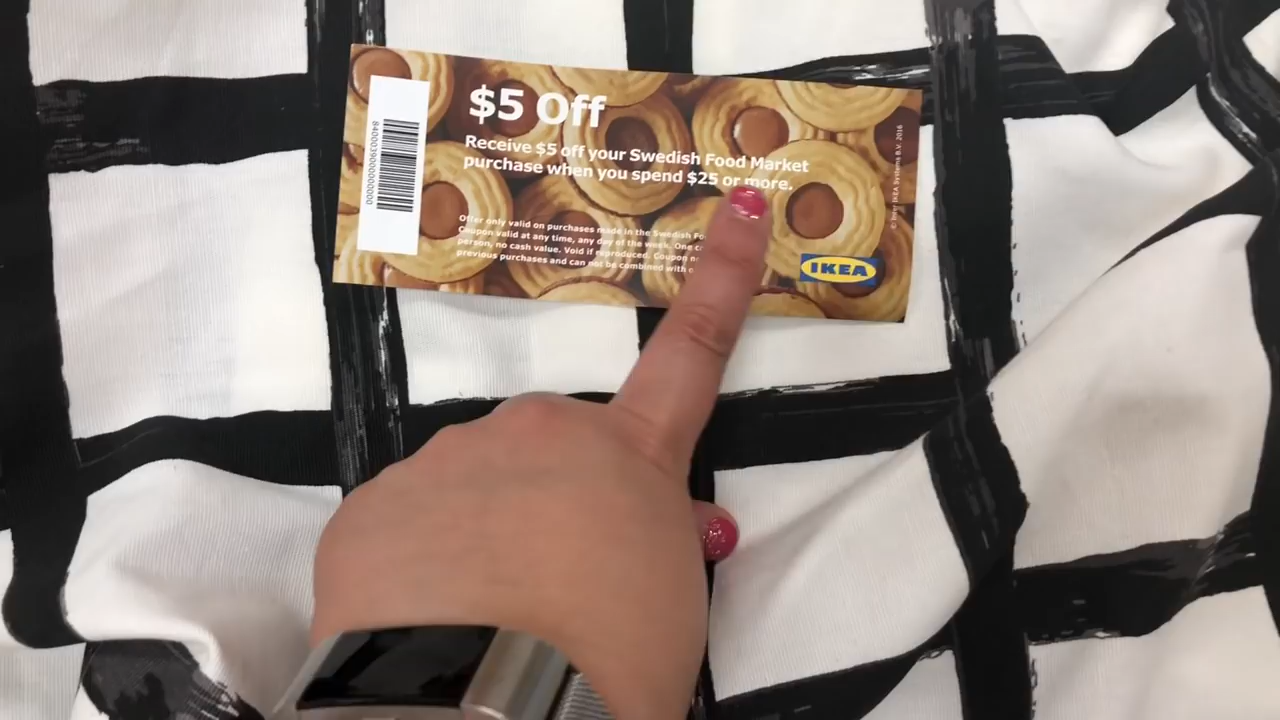 $5 Off
Receive $5 off your Swedish Food Market
purchase when you spend $25 or more.
Offer only valid on purchases made in the Swedish
Coupon valid at any time, any day of the week. One
person, no cash value. Void if reproduced. Coupon
previous purchases and can not be combined with
IKEA
© Inter IKEA Systems B.V. 2016